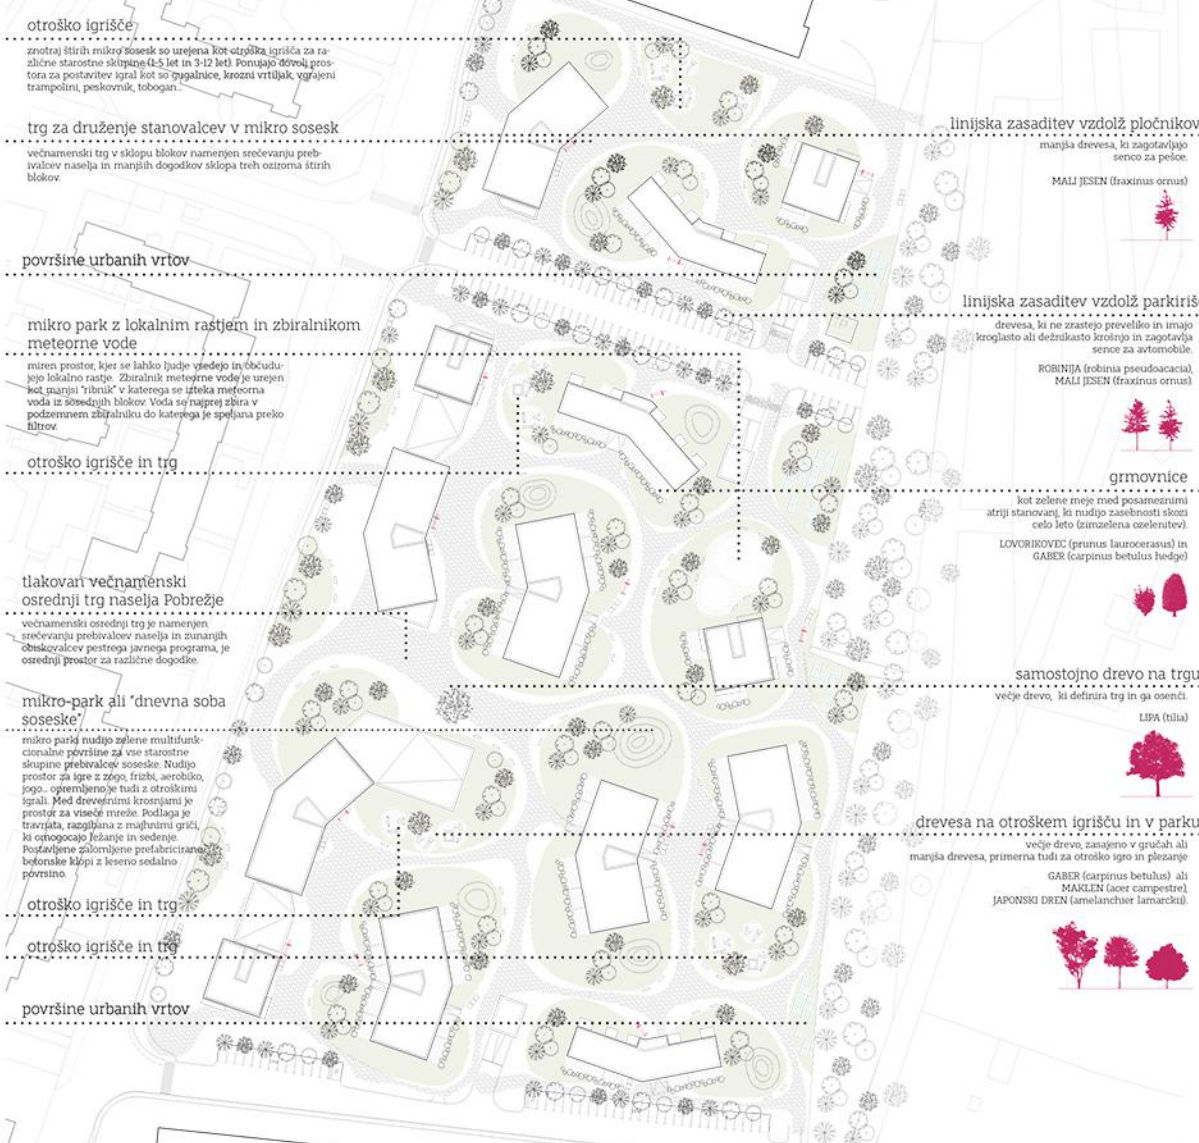 otroško igrišče
znotraj štirih mikro sosesk so urejena kot otroška igrišča za ra-
zlične starostne skupine (1-5 let in 3-12 let). Ponujajo dovolj pros-
tora za postavitev igral kot so gugalnice, krozni vrtiljak, vgrajeni
trampolini, peskovnik, tobogan...
trg za druženje stanovalcev v mikro sosesk
večnamenski trg v sklopu blokov namenjen srečevanju preb-
ivalcev naselja in manjših dogodkov sklopa treh oziroma štirih
blokov.
površine urbanih vrtov
mikro park z lokalnim rastjem in zbiralnikom
meteorne vode
miren prostor, kjer se lahko ljudje vsedejo in občudu-
jejo lokalno rastje. Zbiralnik meteorne vode je urejen
kot manjsi "ribnik" v katerega se izteka meteorna
voda iz sosednjih blokov. Voda se najprej zbira v
podzemnem zbiralniku do katerega je speljana preko
filtrov.
otroško igrišče in trg
tlakovan večnamenski
osrednji trg naselja Pobrežje
večnamenski osrednji trg je namenjen
srečevanju prebivalcev naselja in zunanjih
obiskovalcev pestrega javnega programa, je
osrednji prostor za različne dogodke.
mikro-park ali "dnevna soba
soseske"
mikro parki nudijo zelene multifunk-
cionalne površine za vse starostne
skupine prebivalcev soseske. Nudijo
prostor za igre z žogo, frizbi, aerobiko,
jogo... opremljeno je tudi z otroškimi
igrali. Med drevesnimi krosnjami je
prostor za viseče mreže. Podlaga je
travnata, razgibana z majhnimi griči,
ki omogocajo ležanje in sedenje.
Postavljene zalomljene prefabricirane
betonske klopi z leseno sedalno
povrsino.
otroško igrišče in trg
otroško igrišče in trg
površine urbanih vrtov
linijska zasaditev vzdolž pločnikov
manjša drevesa, ki zagotavljajo
senco za pešce.
MALI JESEN (fraxinus ornus)
linijska zasaditev vzdolž parkiriš
drevesa, ki ne zrastejo preveliko in imajo
kroglasto ali dežnikasto krošnjo in zagotavlja
sence za avtomobile.
ROBINIJA (robinia pseudoacacia),
MALI JESEN (fraxinus ornus)
grmovnice
kot zelene meje med posameznimi
atriji stanovanj, ki nudijo zasebnosti skozi
celo leto (zimzelena ozelenitev).
LOVORIKOVEC (prunus laurocerasus) in
GABER (carpinus betulus hedge)
samostojno drevo na trgu
večje drevo, ki definira trg in ga osenči.
LIPA (tilia)
drevesa na otroškem igrišču in v parku
večje drevo, zasajeno v gručah ali
manjša drevesa, primerna tudi za otroško igro in plezanje
GABER (carpinus betulus) ali
MAKLEN (acer campestre),
JAPONSKI DREN (amelanchier lamarckii).